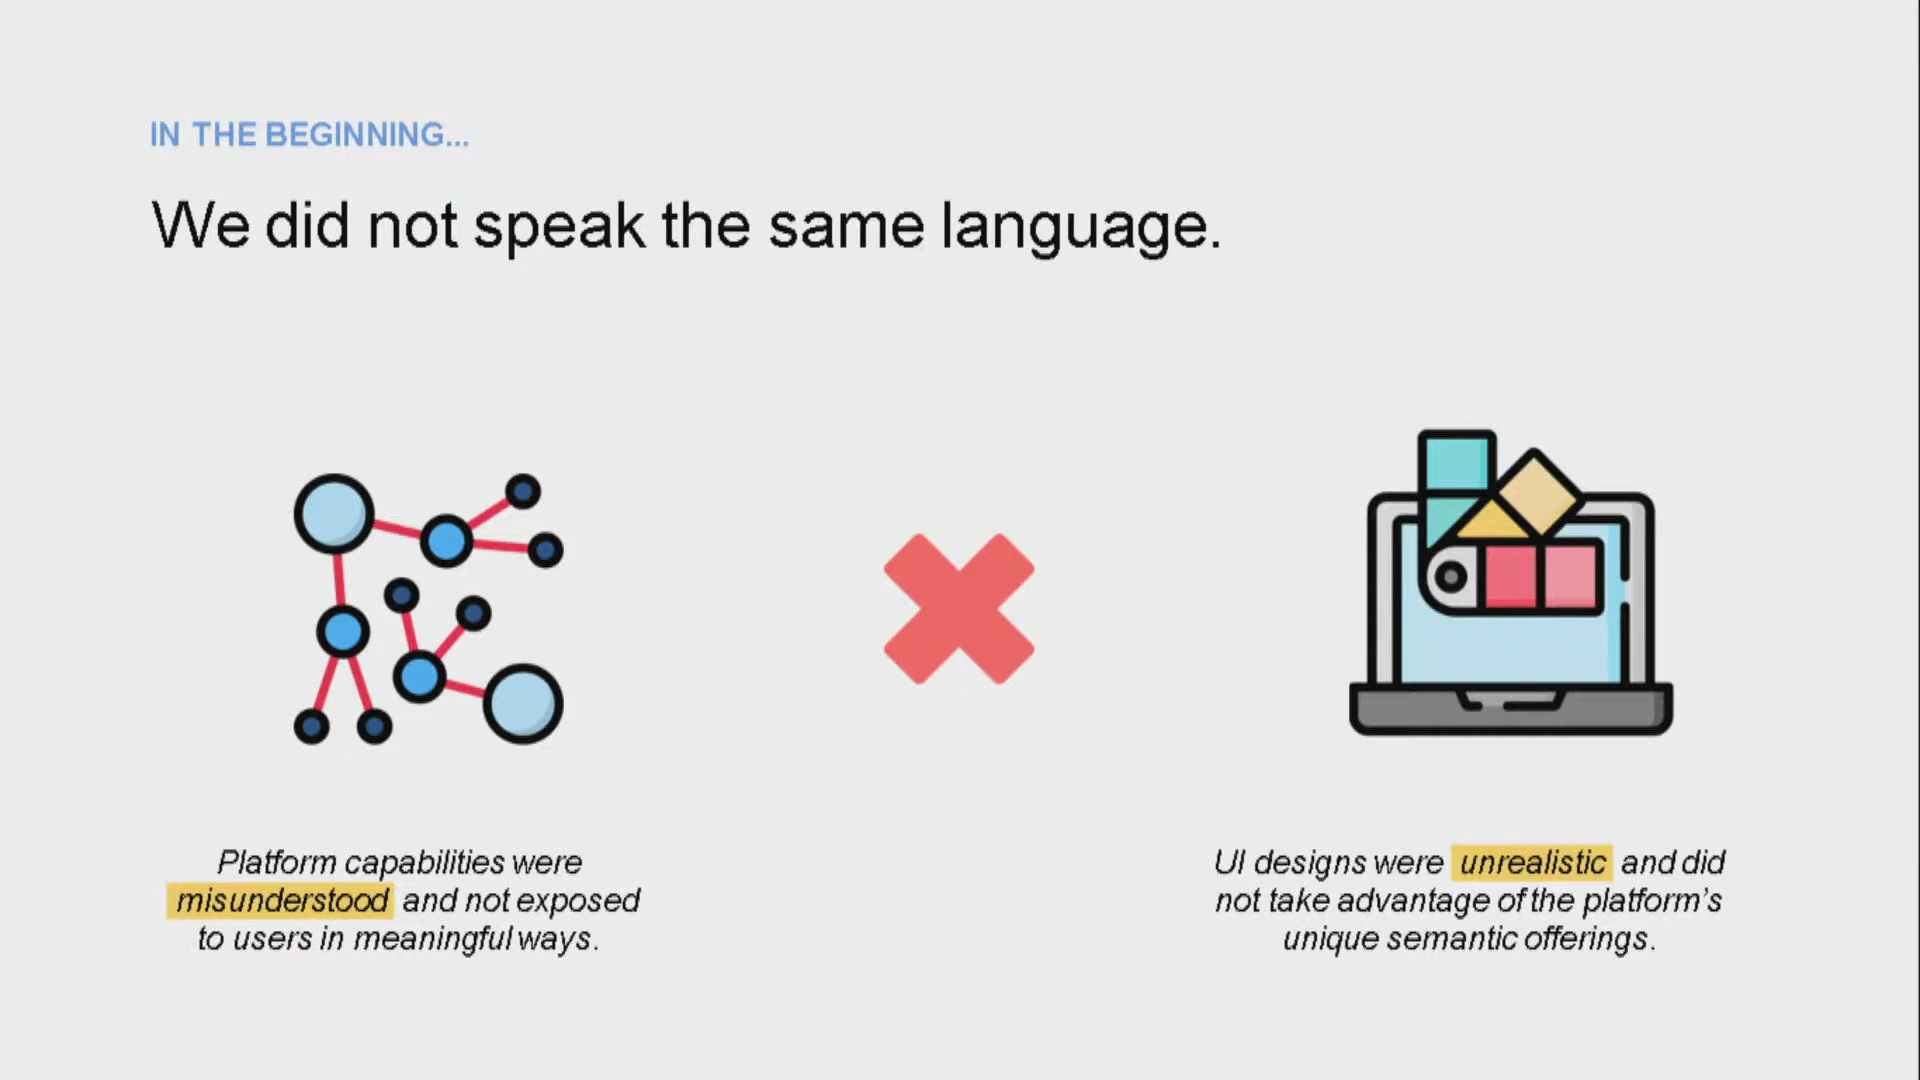 IN THE BEGINNING...
We did not speak the same language.
Platform capabilities were
misunderstood and not exposed
to users in meaningful ways.
UI designs were unrealistic and did
not take advantage of the platform's
unique semantic offerings.